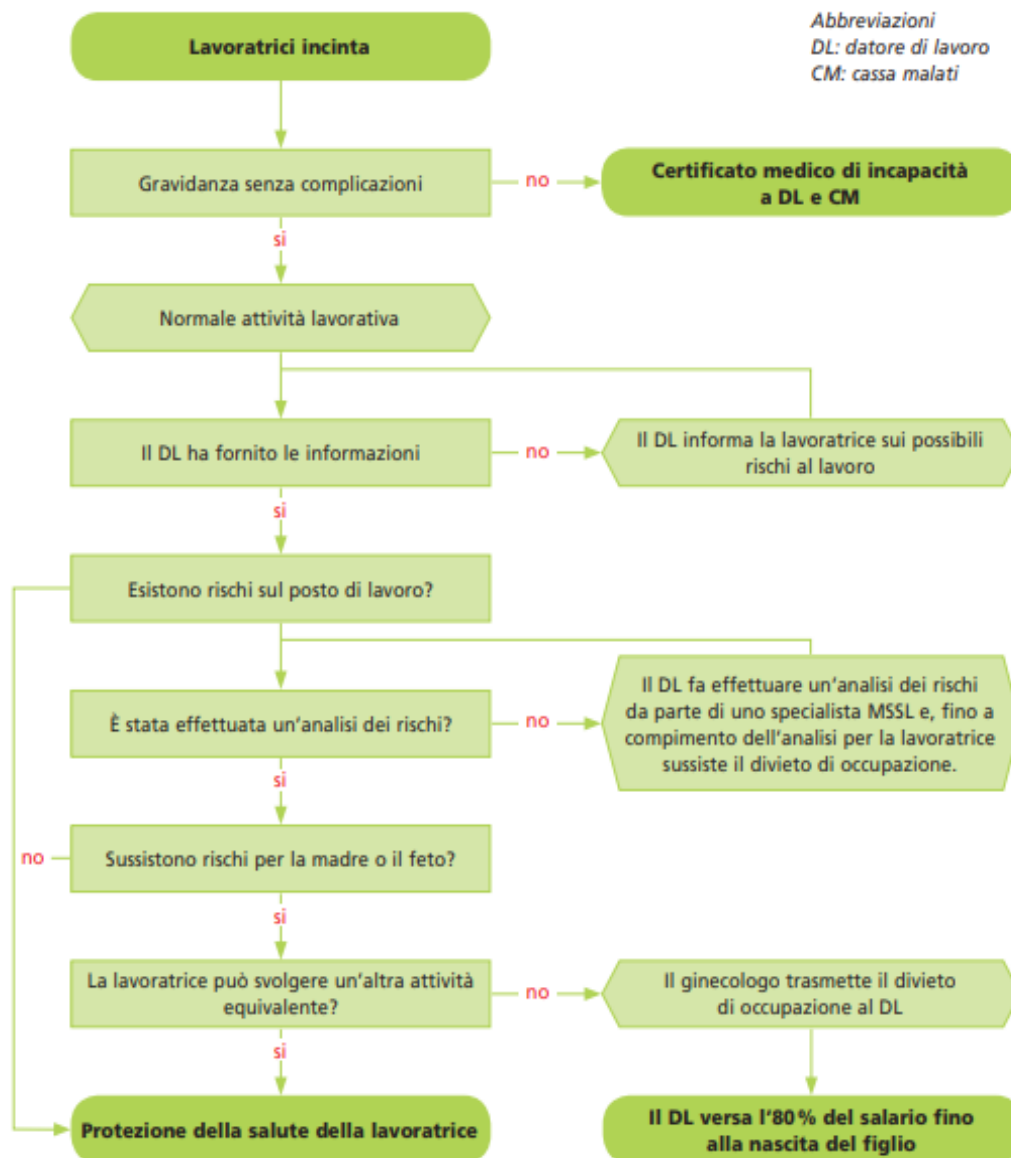 Abbreviazioni
DL: datore di lavoro
CM: cassa malati
Lavoratrici incinta
Gravidanza senza complicazioni
no
Certificato medico di incapacità
a DL e CM
si
Normale attività lavorativa
Il DL ha fornito le informazioni
no
Il DL informa la lavoratrice sui possibili
rischi al lavoro
si
Esistono rischi sul posto di lavoro?
È stata effettuata un'analisi dei rischi?
no
Il DL fa effettuare un'analisi dei rischi
da parte di uno specialista MSSL e, fino a
compimento dell'analisi per la lavoratrice
sussiste il divieto di occupazione.
si
no
Sussistono rischi per la madre o il feto?
si
La lavoratrice può svolgere un'altra attività
equivalente?
no
Il ginecologo trasmette il divieto
di occupazione al DL
si
Protezione della salute della lavoratrice
Il DL versa l'80% del salario fino
alla nascita del figlio